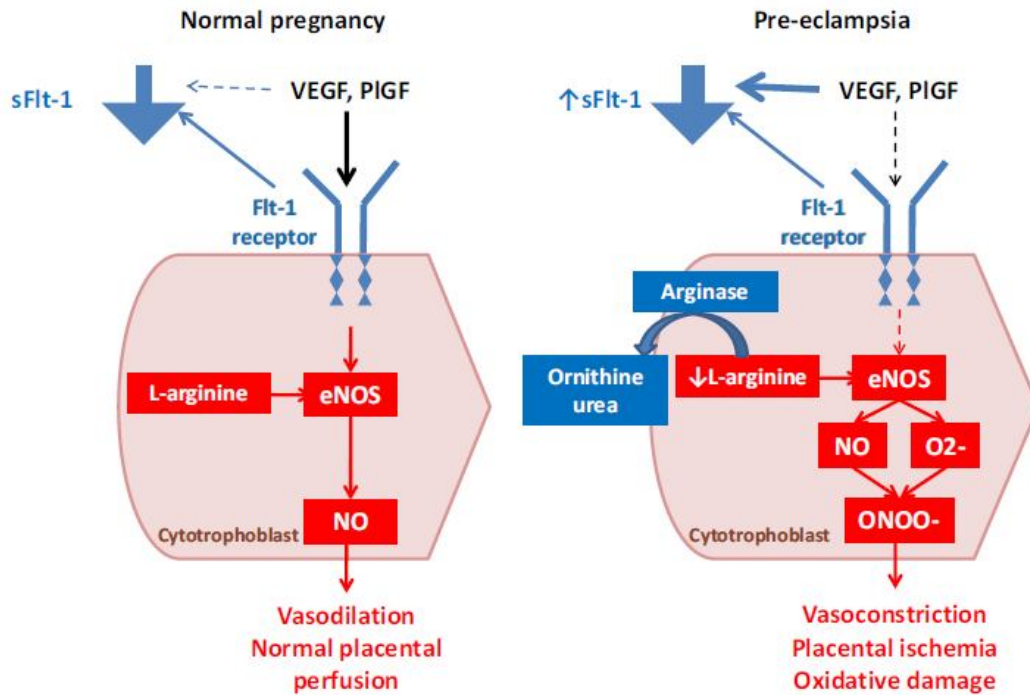 Normal pregnancy
sFlt-1
VEGF, PlGF
Flt-1
receptor
L-arginine
eNOS
NO
Cytotrophoblast
Vasodilation
Normal placental
perfusion
Pre-eclampsia
↑sFlt-1
VEGF, PlGF
Flt-1
receptor
Arginase
Ornithine
urea
↓L-arginine
eNOS
NO
O2-
ONOO-
Cytotrophoblast
Vasoconstriction
Placental ischemia
Oxidative damage